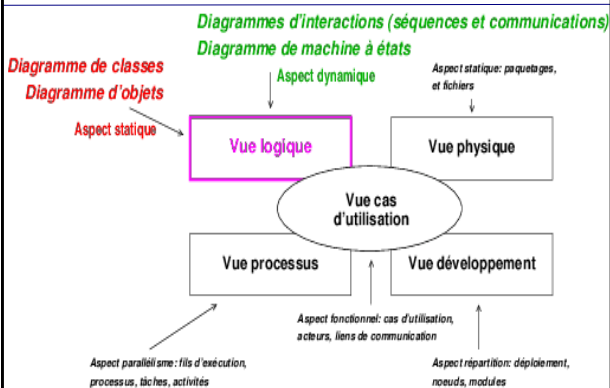 Diagrammes d'interactions (séquences et communications)
Diagramme de machine à états
Aspect dynamique
Diagramme de classes
Diagramme d'objets
Aspect statique
Aspect statique: paquetages,
et fichiers
Vue logique
Vue physique
Vue cas
d'utilisation
Vue processus
Vue développement
Aspect fonctionnel: cas d'utilisation,
acteurs, liens de communication
Aspect parallélisme: fils d'exécution,
processus, tâches, activités
Aspect répartition: déploiement,
noeuds, modules